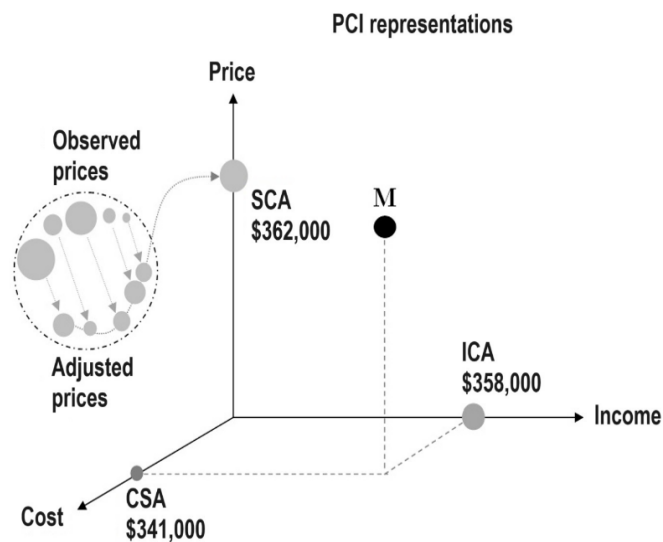 PCI representations
Price
Observed
prices
SCA
$362,000
M
Adjusted
prices
ICA
$358,000
Income
CSA
$341,000
Cost